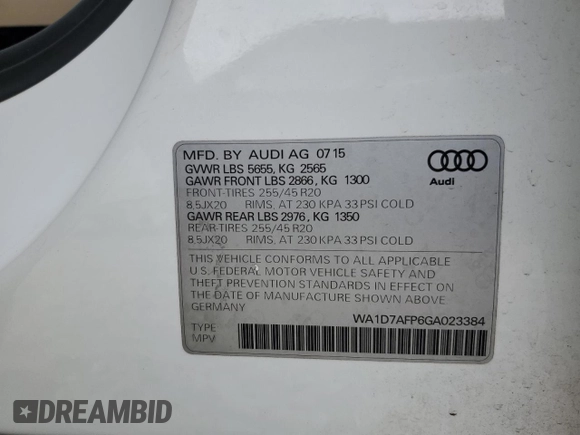 MFD. BY AUDI AG 07 15
GVWR LBS 5655, KG 2565
GAWR FRONT LBS 2866, KG 1300
FRONT-TIRES 255/45 R20
8,5JX20 RIMS, AT 230 KPA 33 PSI COLD
GAWR REAR LBS 2976, KG 1350
REAR-TIRES 255/45 R20
8,5JX20 RIMS, AT 230 KPA 33 PSI COLD
Audi
THIS VEHICLE CONFORMS TO ALL APPLICABLE
U.S. FEDERAL MOTOR VEHICLE SAFETY AND
THEFT PREVENTION STANDARDS IN EFFECT ON
THE DATE OF MANUFACTURE SHOWN ABOVE.
GERMANY
WA1D7AFP6GA023384
TYPE
MPV
DREAMBID